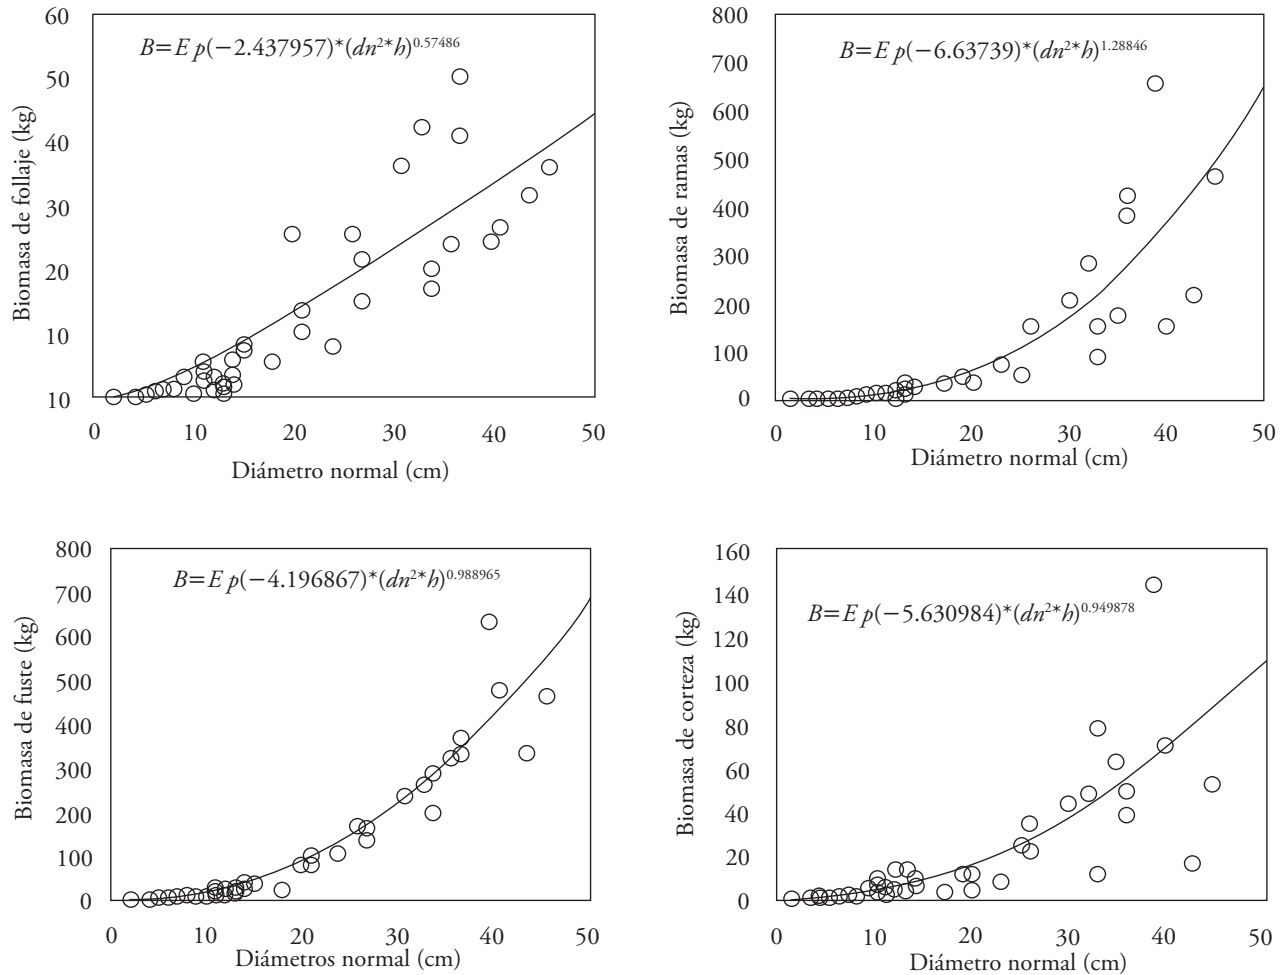 60
50
40
30
20
10
10
Biomasa de follaje (kg)
B=E p(−2.437957)*(dn²*h)^0.57486
0 10 20 30 40 50
Diámetro normal (cm)
800
700
600
500
400
300
200
100
0
Biomasa de ramas (kg)
B=E p(−6.63739)*(dn²*h)^1.28846
0 10 20 30 40 50
Diámetro normal (cm)
800
700
600
500
400
300
200
100
0
Biomasa de fuste (kg)
B=E p(−4.196867)*(dn²*h)^0.988965
0 10 20 30 40 50
Diámetros normal (cm)
160
140
120
100
80
60
40
20
0
Biomasa de corteza (kg)
B=E p(−5.630984)*(dn²*h)^0.949878
0 10 20 30 40 50
Diámetro normal (cm)